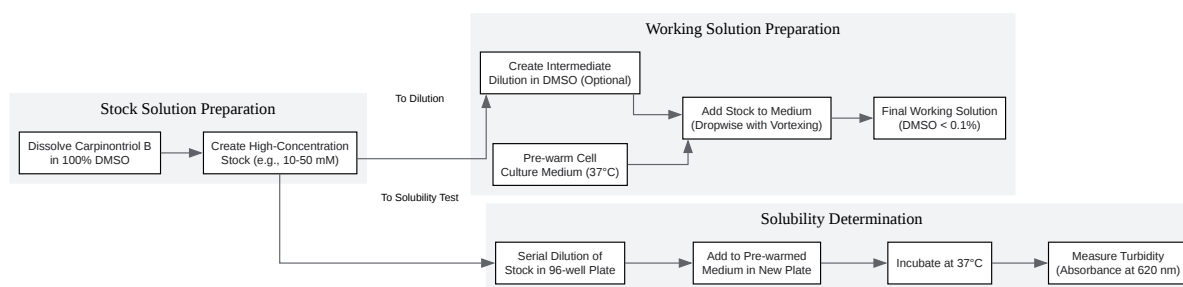 Stock Solution Preparation
Dissolve Carpinontriol B
in 100% DMSO
Create High-Concentration
Stock (e.g., 10-50 mM)
To Dilution
To Solubility Test
Working Solution Preparation
Create Intermediate
Dilution in DMSO (Optional)
Pre-warm Cell
Culture Medium (37°C)
Add Stock to Medium
(Dropwise with Vortexing)
Final Working Solution
(DMSO < 0.1%)
Solubility Determination
Serial Dilution of
Stock in 96-well Plate
Add to Pre-warmed
Medium in New Plate
Incubate at 37°C
Measure Turbidity
(Absorbance at 620 nm)